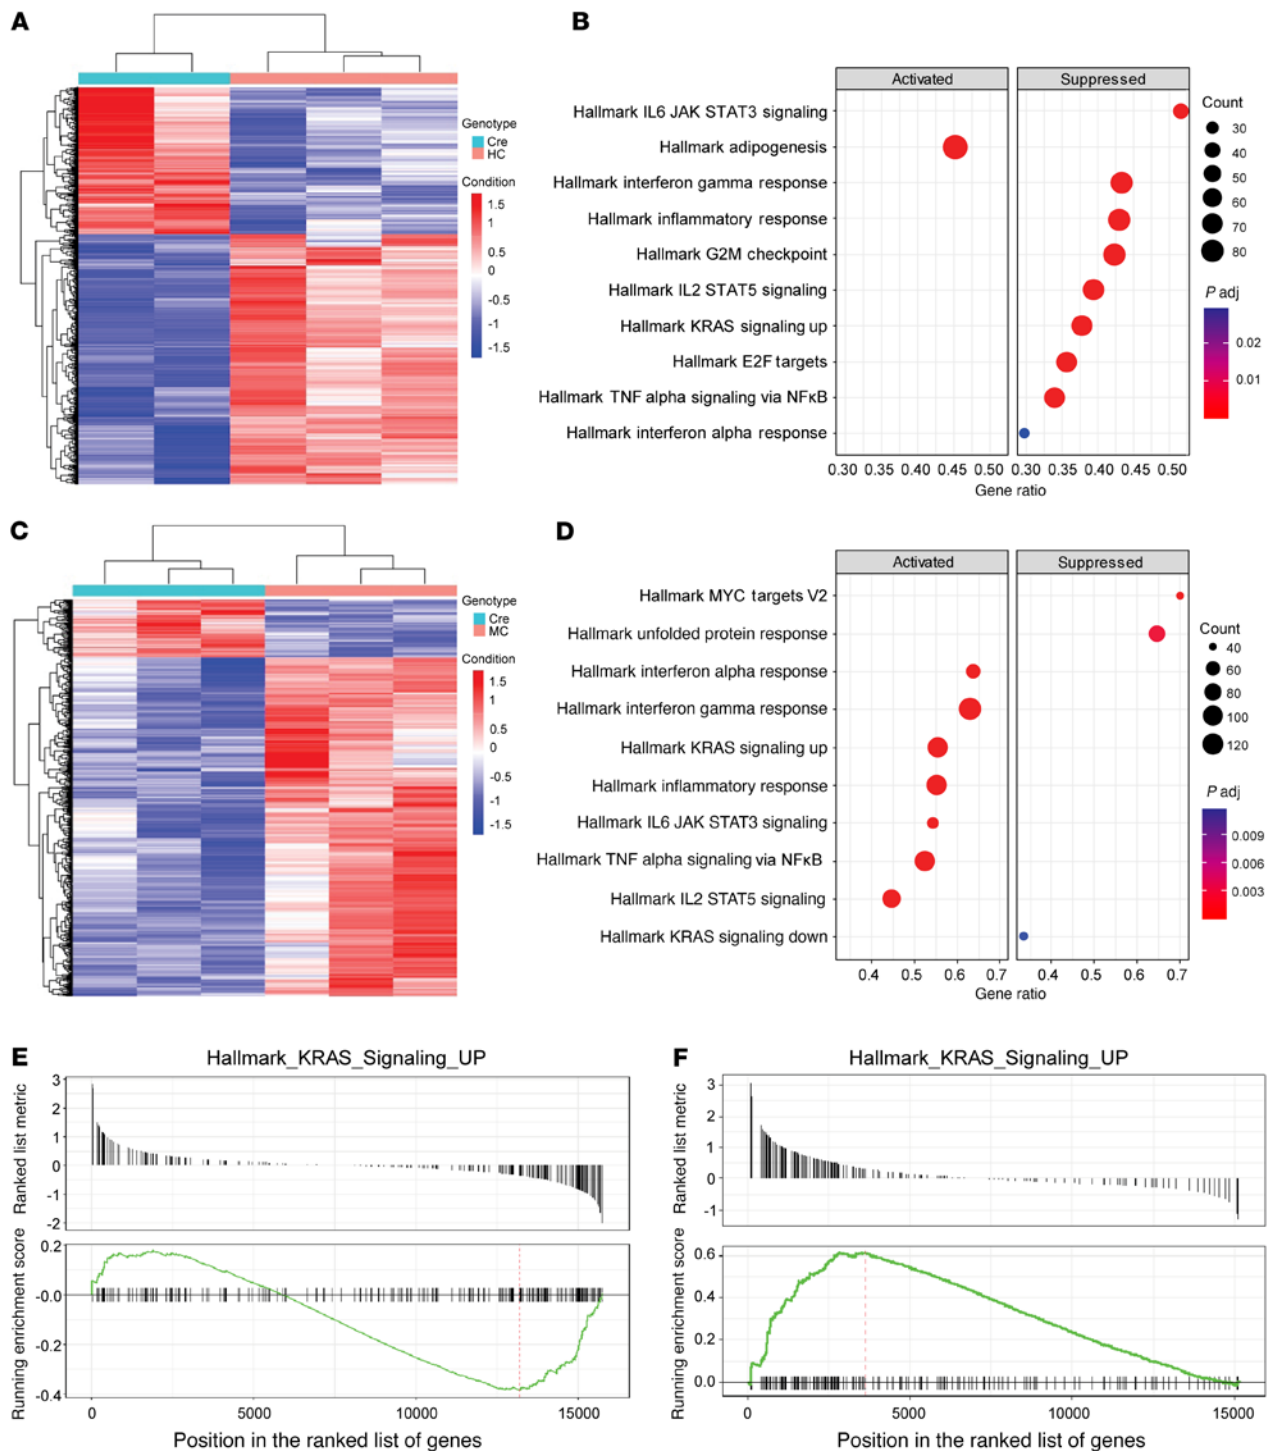 A
Genotype
Cre
HC
Condition
1.5
1
0.5
0
-0.5
-1
-1.5
B
Activated
Suppressed
Hallmark IL6 JAK STAT3 signaling
Hallmark adipogenesis
Hallmark interferon gamma response
Hallmark inflammatory response
Hallmark G2M checkpoint
Hallmark IL2 STAT5 signaling
Hallmark KRAS signaling up
Hallmark E2F targets
Hallmark TNF alpha signaling via NFκB
Hallmark interferon alpha response
0.30 0.35 0.40 0.45 0.50
0.30 0.35 0.40 0.45 0.50
Gene ratio
Count
30
40
50
60
70
80
P adj
0.02
0.01
C
Genotype
Cre
MC
Condition
1.5
1
0.5
0
-0.5
-1
-1.5
D
Activated
Suppressed
Hallmark MYC targets V2
Hallmark unfolded protein response
Hallmark interferon alpha response
Hallmark interferon gamma response
Hallmark KRAS signaling up
Hallmark inflammatory response
Hallmark IL6 JAK STAT3 signaling
Hallmark TNF alpha signaling via NFκB
Hallmark IL2 STAT5 signaling
Hallmark KRAS signaling down
0.4 0.5 0.6 0.7
0.4 0.5 0.6 0.7
Gene ratio
Count
40
60
80
100
120
P adj
0.009
0.006
0.003
E
Hallmark_KRAS_Signaling_UP
Ranked list metric
3
2
1
0
-1
-2
Running enrichment score
0.2
-0.0
-0.2
-0.4
0 5000 10000 15000
Position in the ranked list of genes
F
Hallmark_KRAS_Signaling_UP
Ranked list metric
3
2
1
0
-1
Running enrichment score
0.6
0.4
0.2
0.0
0 5000 10000 15000
Position in the ranked list of genes